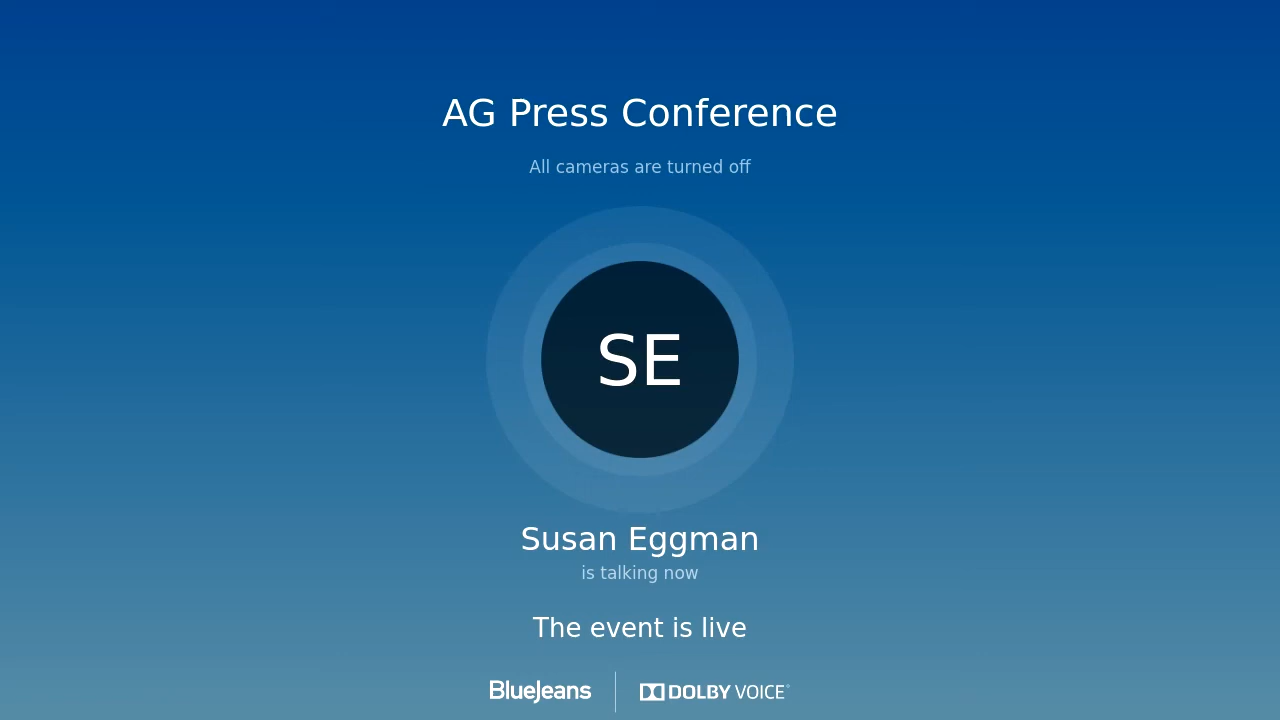 AG Press Conference
All cameras are turned off
SE
Susan Eggman
is talking now
The event is live
BlueJeans DOLBY VOICE®